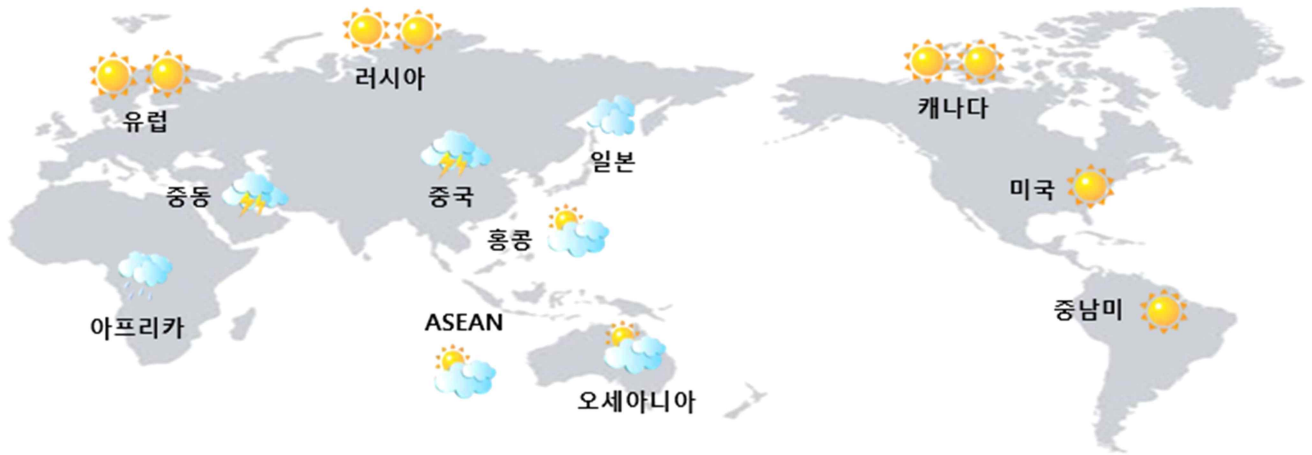 러시아
유럽
캐나다
일본
중동
중국
미국
홍콩
중남미
아프리카
ASEAN
오세아니아